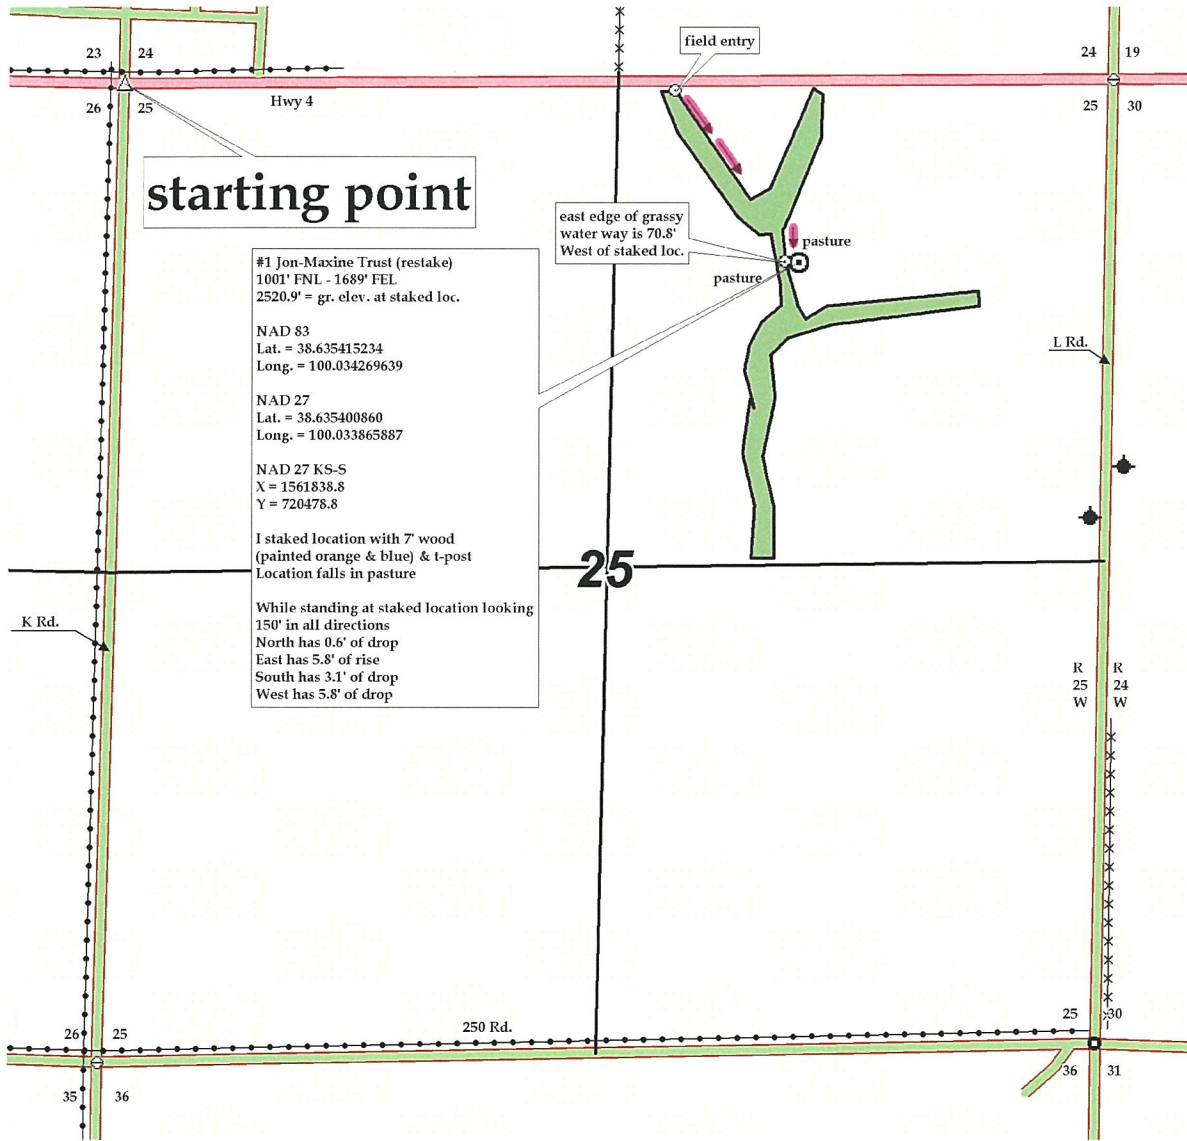 field entry
23 24
24 19
26 25
Hwy 4
25 30
starting point
east edge of grassy
water way is 70.8'
West of staked loc.
pasture
pasture
#1 Jon-Maxine Trust (restake)
1001' FNL - 1689' FEL
2520.9' = gr. elev. at staked loc.
NAD 83
Lat. = 38.635415234
Long. = 100.034269639
NAD 27
Lat. = 38.635400860
Long. = 100.033865887
NAD 27 KS-S
X = 1561838.8
Y = 720478.8
I staked location with 7' wood
(painted orange & blue) & t-post
Location falls in pasture
While standing at staked location looking
150' in all directions
North has 0.6' of drop
East has 5.8' of rise
South has 3.1' of drop
West has 5.8' of drop
L Rd.
25
K Rd.
R R
25 24
W W
26 25
250 Rd.
25 30
35 36
36 31